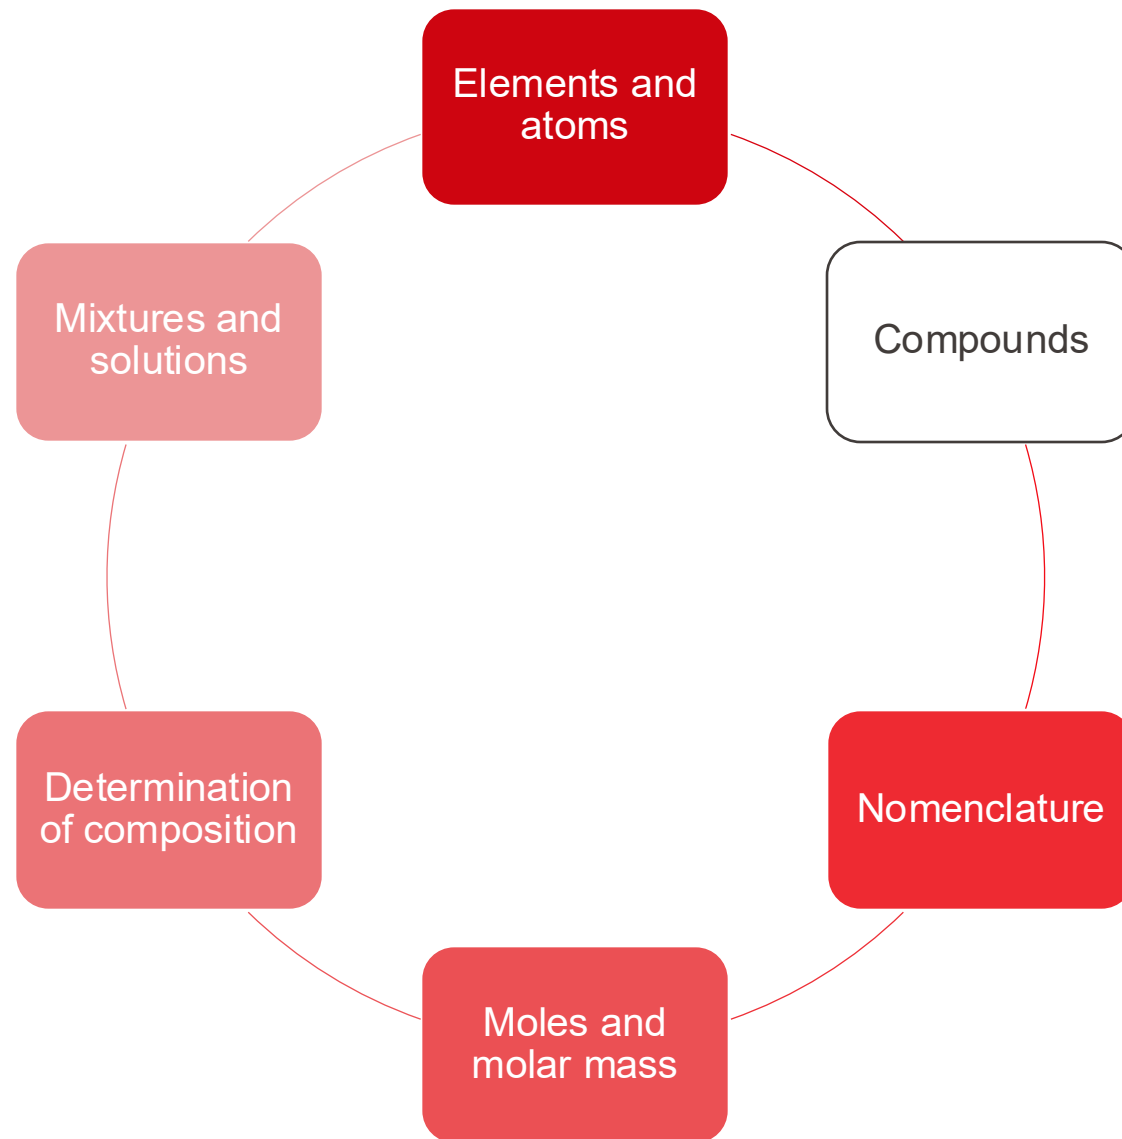 Elements and
atoms
Compounds
Nomenclature
Moles and
molar mass
Determination
of composition
Mixtures and
solutions